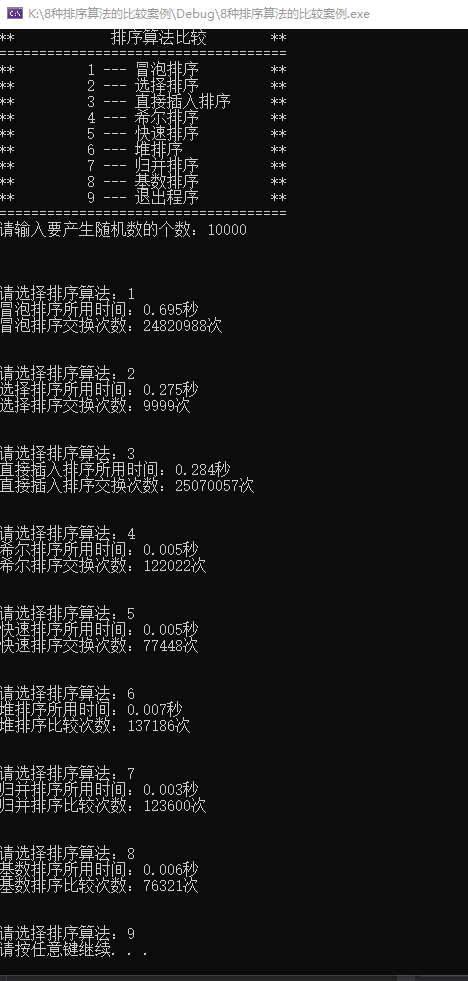 K:\8种排序算法的比较案例\Debug\8种排序算法的比较案例.exe
** 排序算法比较 **
====================================
** 1 --- 冒泡排序 **
** 2 --- 选择排序 **
** 3 --- 直接插入排序 **
** 4 --- 希尔排序 **
** 5 --- 快速排序 **
** 6 --- 堆排序 **
** 7 --- 归并排序 **
** 8 --- 基数排序 **
** 9 --- 退出程序 **
====================================
请输入要产生随机数的个数：10000
请选择排序算法：1
冒泡排序所用时间：0.695秒
冒泡排序交换次数：24820988次
请选择排序算法：2
选择排序所用时间：0.275秒
选择排序交换次数：9999次
请选择排序算法：3
直接插入排序所用时间：0.284秒
直接插入排序交换次数：25070057次
请选择排序算法：4
希尔排序所用时间：0.005秒
希尔排序交换次数：122022次
请选择排序算法：5
快速排序所用时间：0.005秒
快速排序交换次数：77448次
请选择排序算法：6
堆排序所用时间：0.007秒
堆排序比较次数：137186次
请选择排序算法：7
归并排序所用时间：0.003秒
归并排序比较次数：123600次
请选择排序算法：8
基数排序所用时间：0.006秒
基数排序比较次数：76321次
请选择排序算法：9
请按任意键继续. . .